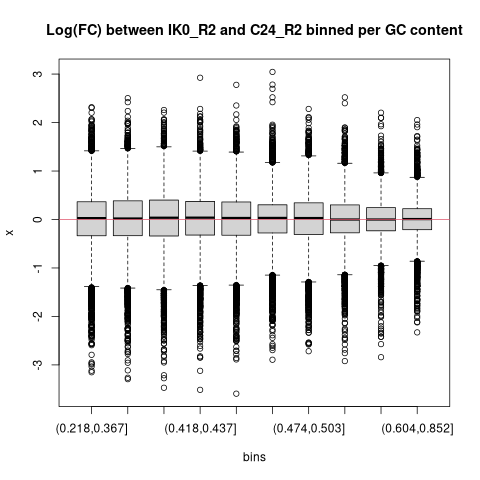 Log(FC) between IK0_R2 and C24_R2 binned per GC content
3
2
1
0
-1
-2
-3
x
(0.218,0.367] (0.418,0.437] (0.474,0.503] (0.604,0.852]
bins